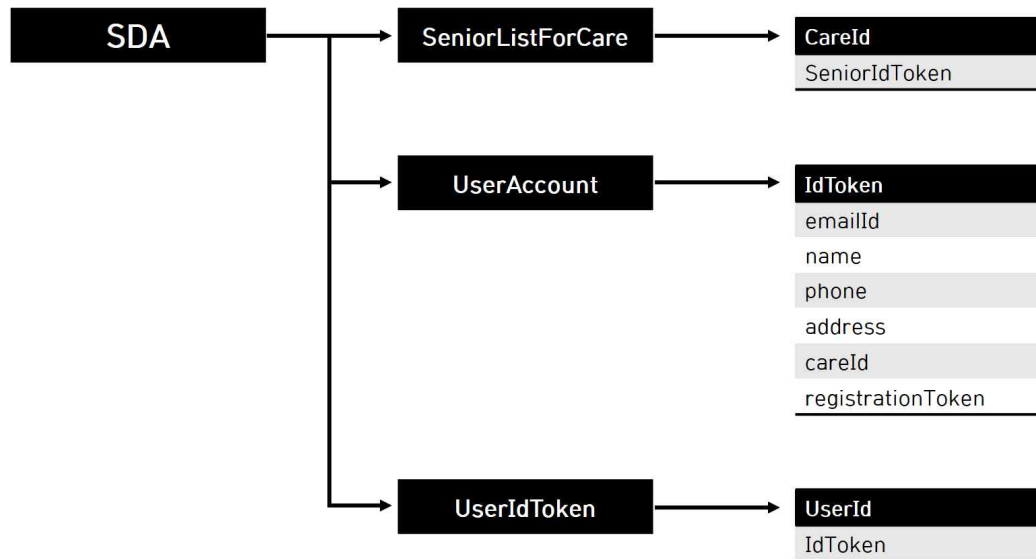 SDA
SeniorListForCare
CareId
SeniorIdToken
UserAccount
IdToken
emailId
name
phone
address
careId
registrationToken
UserIdToken
UserId
IdToken